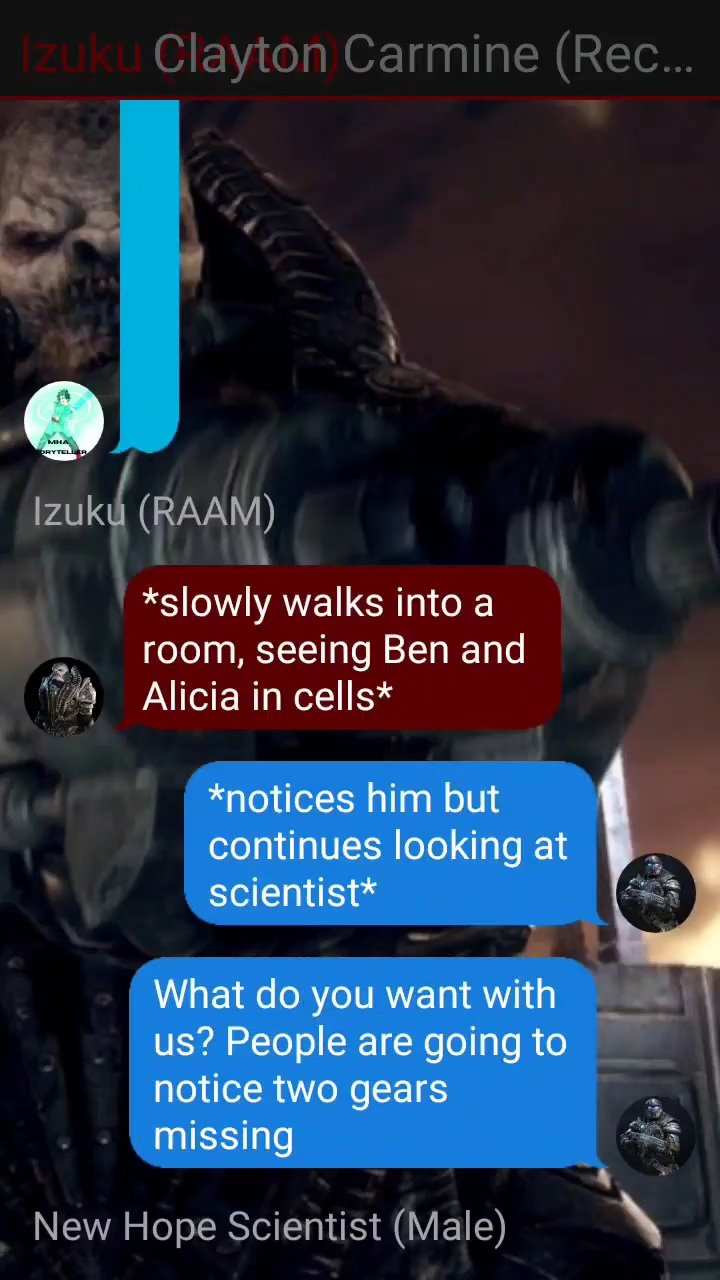 Izuku (RAAM)
Clayton Carmine (Rec...
MHA
Izuku (RAAM)
*slowly walks into a
room, seeing Ben and
Alicia in cells*
*notices him but
continues looking at
scientist*
What do you want with
us? People are going to
notice two gears
missing
New Hope Scientist (Male)